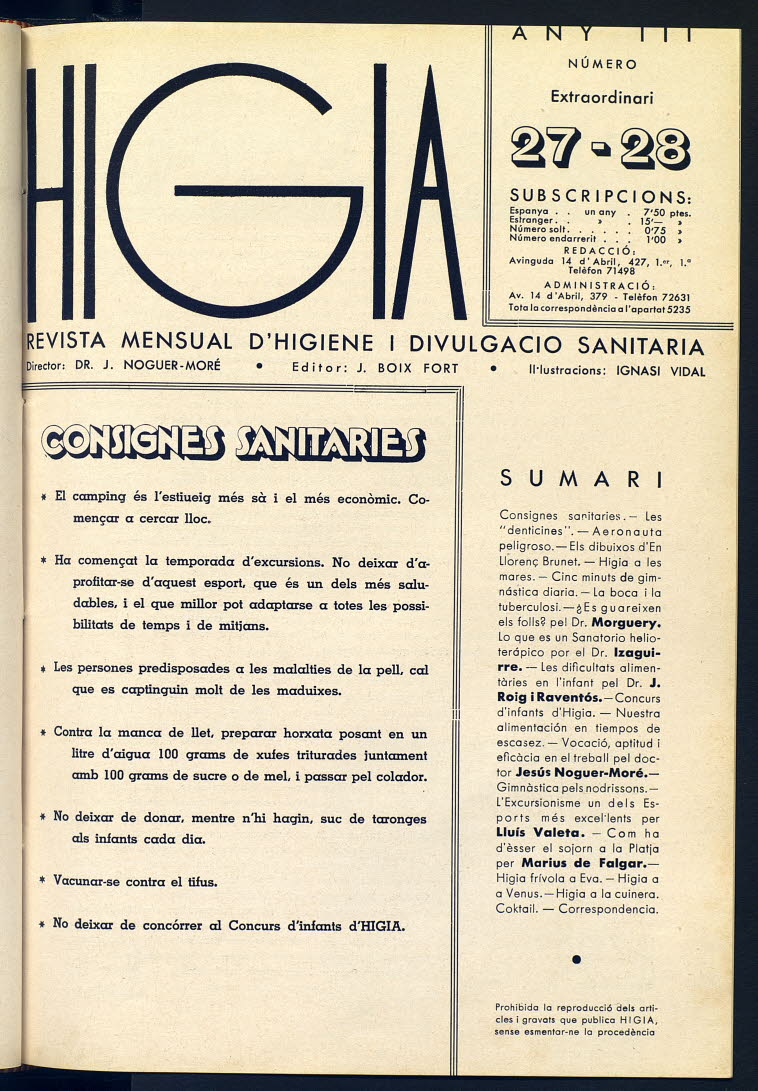 HIGIA
ANY III
NÚMERO
Extraordinari
27-28
SUBSCRIPCIONS:
Espanya . . un any . 7'50 ptes.
Estranger . . » . 15'— »
Número solt . . . . . . 0'75 »
Número endarrerit . . . 1'00 »
REDACCIÓ:
Avinguda 14 d'Abril, 427, 1.er, 1.ª
Telèfon 71498
ADMINISTRACIÓ:
Av. 14 d'Abril, 379 - Telèfon 72631
Tota la correspondència a l'apartat 5235
REVISTA MENSUAL D'HIGIENE I DIVULGACIO SANITARIA
Director: DR. J. NOGUER-MORÉ • Editor: J. BOIX FORT • Il·lustracions: IGNASI VIDAL
CONSIGNES SANITARIES
* El camping és l'estiueig més sà i el més econòmic. Co-
mençar a cercar lloc.
* Ha començat la temporada d'excursions. No deixar d'a-
profitar-se d'aquest esport, que és un dels més salu-
dables, i el que millor pot adaptarse a totes les possi-
bilitats de temps i de mitjans.
* Les persones predisposades a les malalties de la pell, cal
que es captinguin molt de les maduixes.
* Contra la manca de llet, preparar horxata posant en un
litre d'aigua 100 grams de xufes triturades juntament
amb 100 grams de sucre o de mel, i passar pel colador.
* No deixar de donar, mentre n'hi hagin, suc de taronges
als infants cada dia.
* Vacunar-se contra el tifus.
* No deixar de concórrer al Concurs d'infants d'HIGIA.
SUMARI
Consignes sanitaries. — Les
"denticines". — Aeronauta
peligroso. — Els dibuixos d'En
Llorenç Brunet. — Higia a les
mares. — Cinc minuts de gim-
nástica diaria. — La boca i la
tuberculosi. — ¿Es guareixen
els folls? pel Dr. Morguery.
Lo que es un Sanatorio helio-
terópico por el Dr. Izagui-
rre. — Les dificultats alimen-
tàries en l'infant pel Dr. J.
Roig i Raventós. — Concurs
d'infants d'Higia. — Nuestra
alimentación en tiempos de
escasez. — Vocació, aptitud i
eficàcia en el treball pel doc-
tor Jesús Noguer-Moré. —
Gimnàstica pels nodrissons. —
L'Excursionisme un dels Es-
ports més excel·lents per
Lluís Valeta. — Com ha
d'èsser el sojorn a la Platja
per Marius de Falgar. —
Higia frívola a Eva. — Higia a
a Venus. — Higia a la cuinera.
Coktail. — Correspondencia.
•
Prohibida la reproducció dels arti-
cles i gravats que publica HIGIA,
sense esmentar-ne la procedència